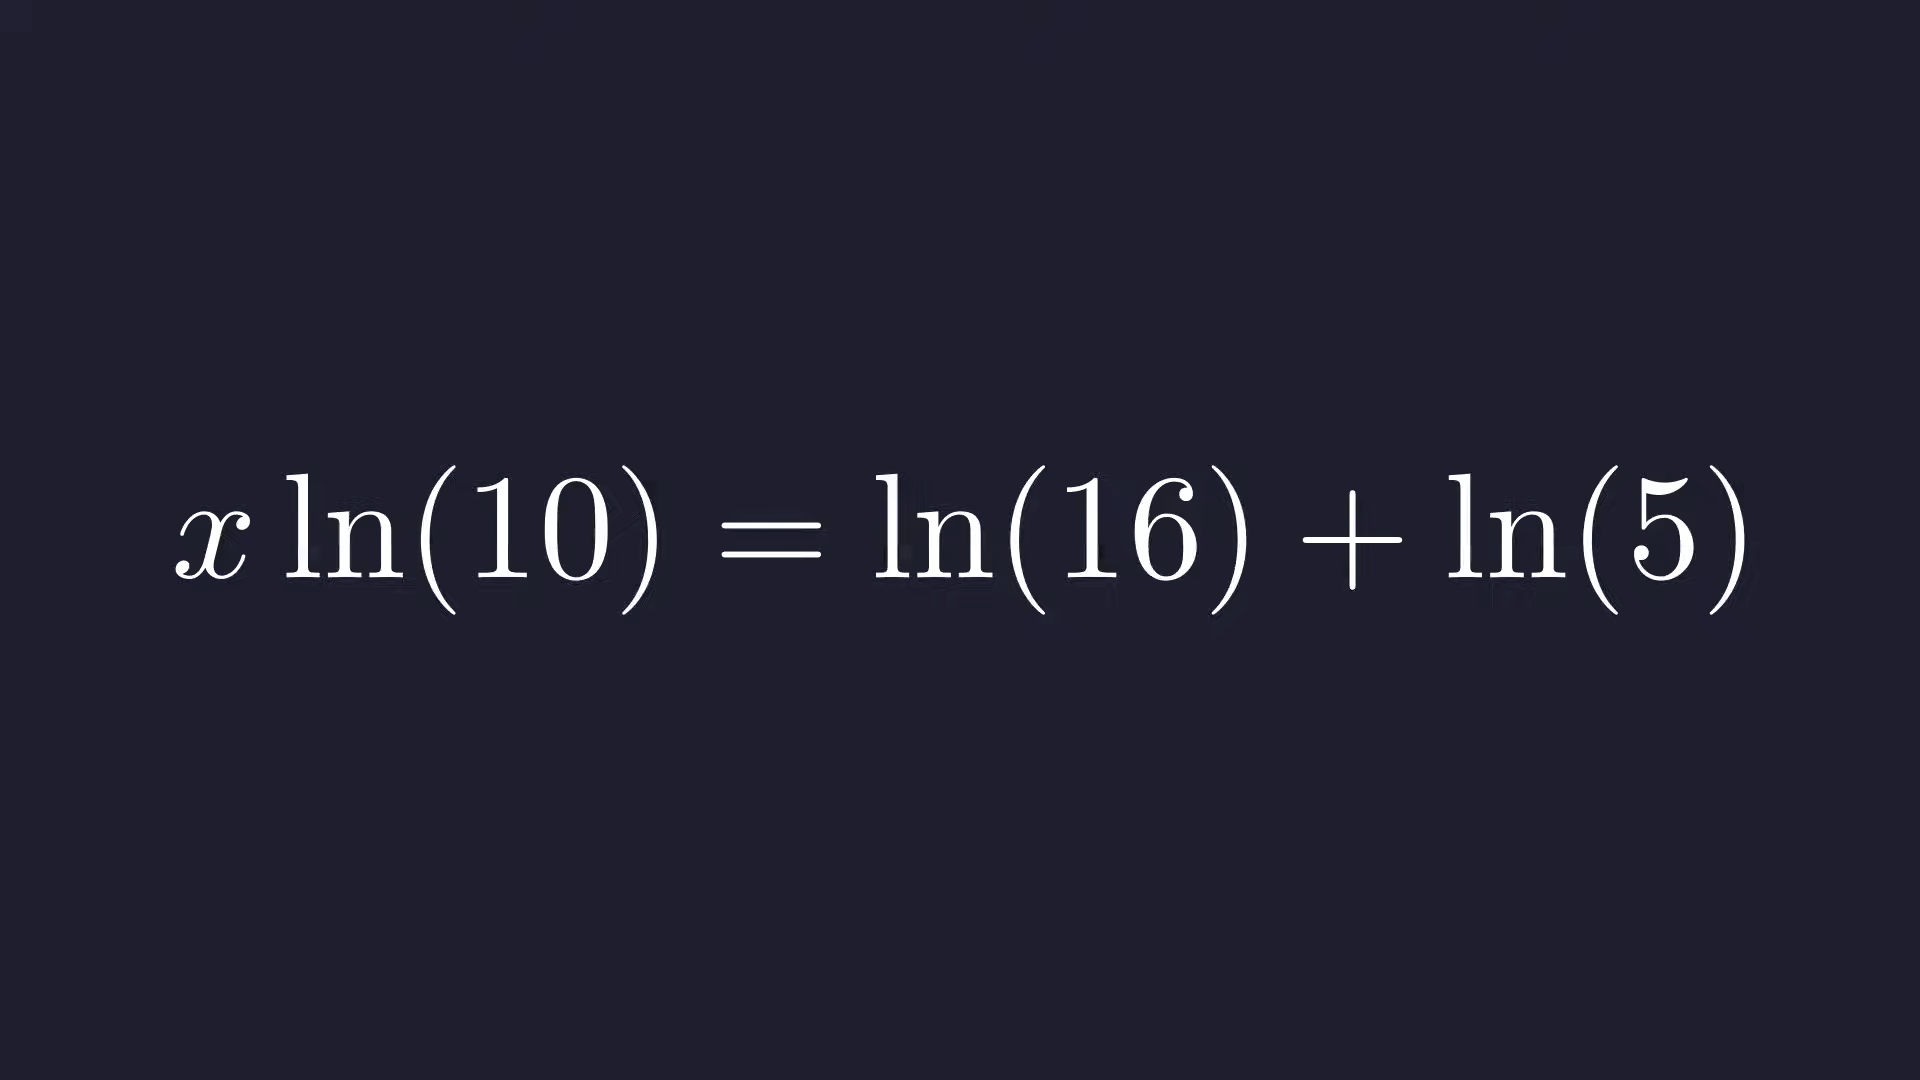 x ln(10) = ln(16) + ln(5)